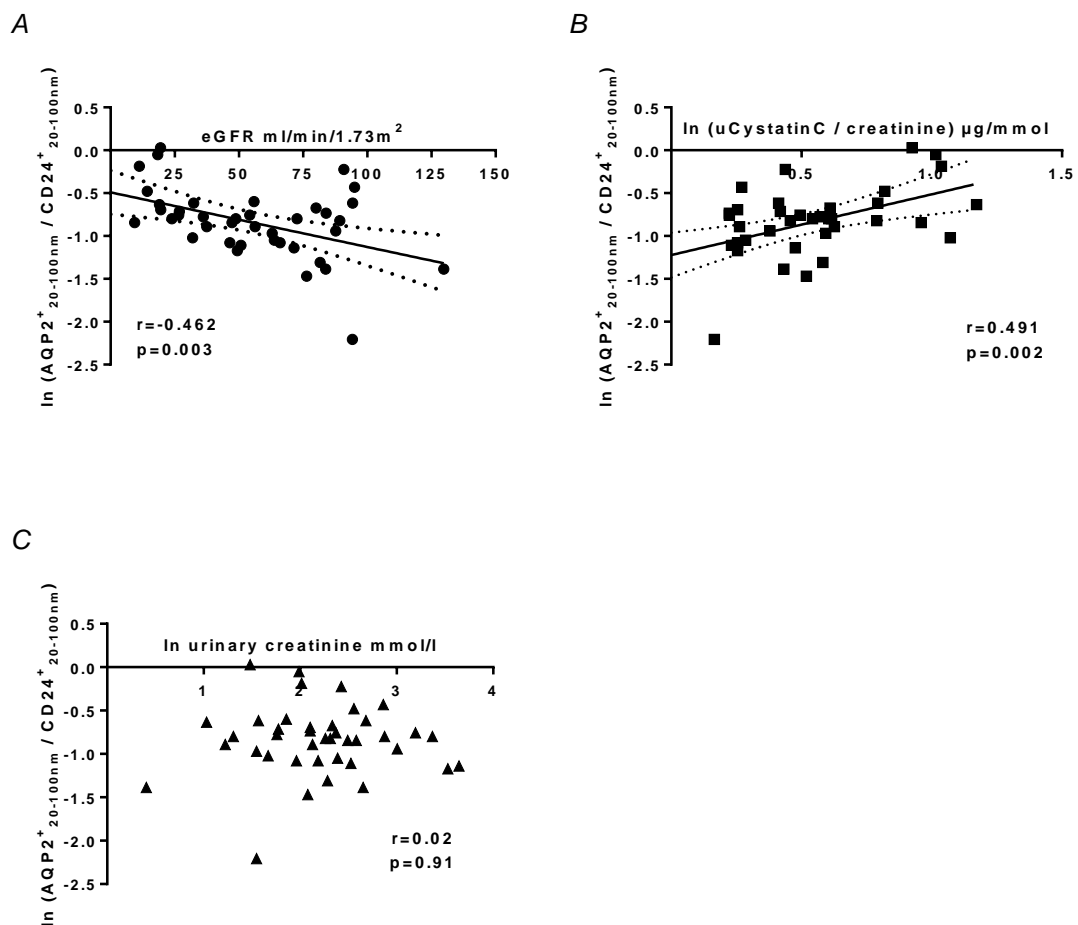 A
ln (AQP2⁺20-100nm / CD24⁺20-100nm)
0.5
0.0
-0.5
-1.0
-1.5
-2.0
-2.5
eGFR ml/min/1.73m²
25 50 75 100 125 150
r=-0.462
p=0.003
B
ln (AQP2⁺20-100nm / CD24⁺20-100nm)
0.5
0.0
-0.5
-1.0
-1.5
-2.0
-2.5
ln (uCystatinC / creatinine) µg/mmol
0.5 1.0 1.5
r=0.491
p=0.002
C
ln (AQP2⁺20-100nm / CD24⁺20-100nm)
0.5
0.0
-0.5
-1.0
-1.5
-2.0
-2.5
ln urinary creatinine mmol/l
1 2 3 4
r=0.02
p=0.91